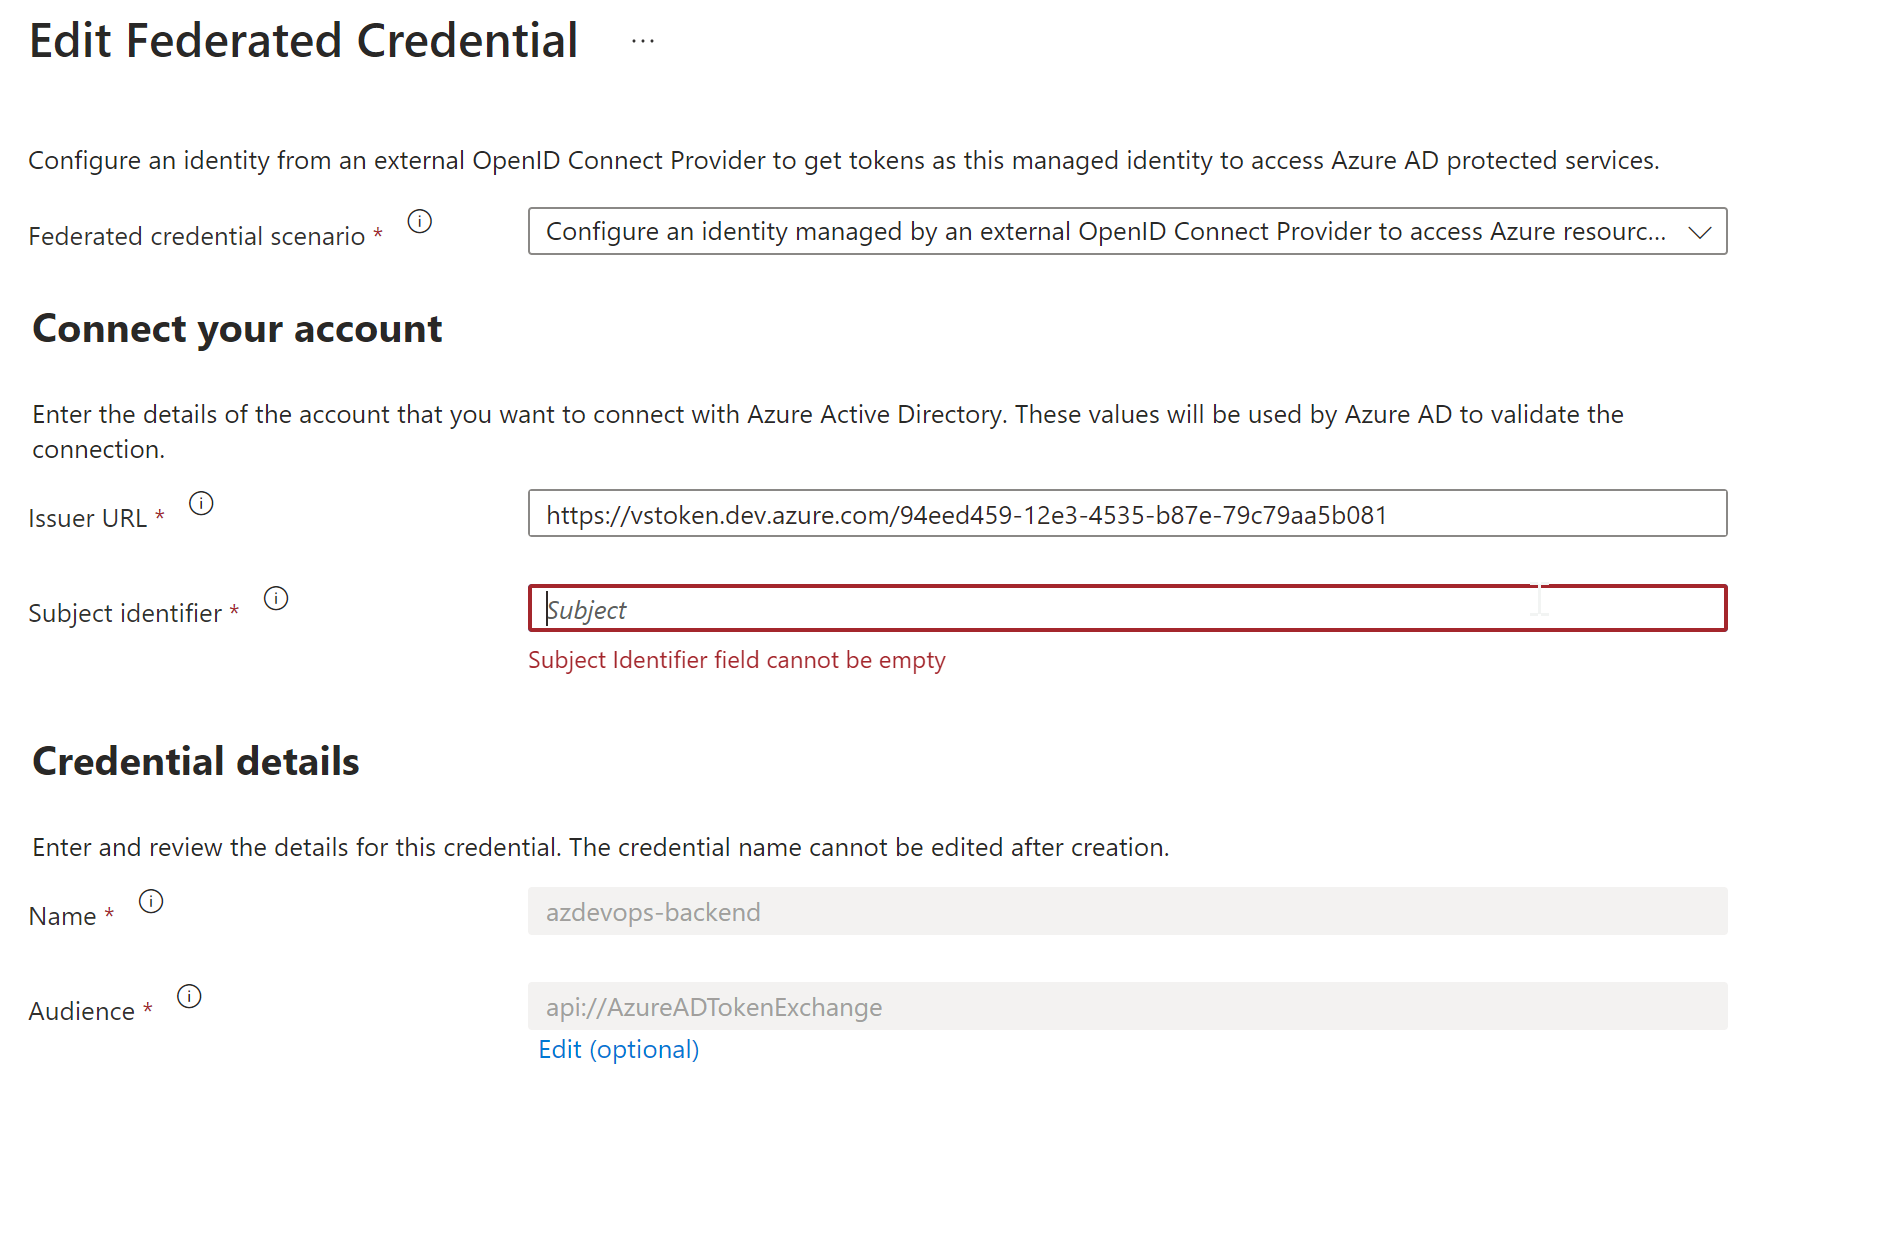 Edit Federated Credential ...
Configure an identity from an external OpenID Connect Provider to get tokens as this managed identity to access Azure AD protected services.
Federated credential scenario * Configure an identity managed by an external OpenID Connect Provider to access Azure resourc...
Connect your account
Enter the details of the account that you want to connect with Azure Active Directory. These values will be used by Azure AD to validate the
connection.
Issuer URL * https://vstoken.dev.azure.com/94eed459-12e3-4535-b87e-79c79aa5b081
Subject identifier * Subject
Subject Identifier field cannot be empty
Credential details
Enter and review the details for this credential. The credential name cannot be edited after creation.
Name * azdevops-backend
Audience * api://AzureADTokenExchange
Edit (optional)